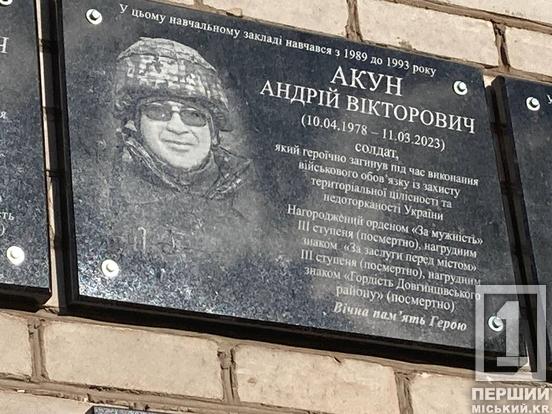 У цьому навчальному закладі навчався з 1989 до 1993 року
АКУН
АНДРІЙ ВІКТОРОВИЧ
(10.04.1978 – 11.03.2023)
солдат,
який героїчно загинув під час виконання
військового обов'язку із захисту
територіальної цілісності та
недоторканості України
Нагороджений орденом «За мужність»
ІІІ ступеня (посмертно), нагрудним
знаком «За заслуги перед містом»
ІІІ ступеня (посмертно), нагрудним
знаком «Гордість Довгинцівського
району» (посмертно)
Вічна пам'ять Герою
1
ПЕРШИЙ
МІСЬКИЙ.KR